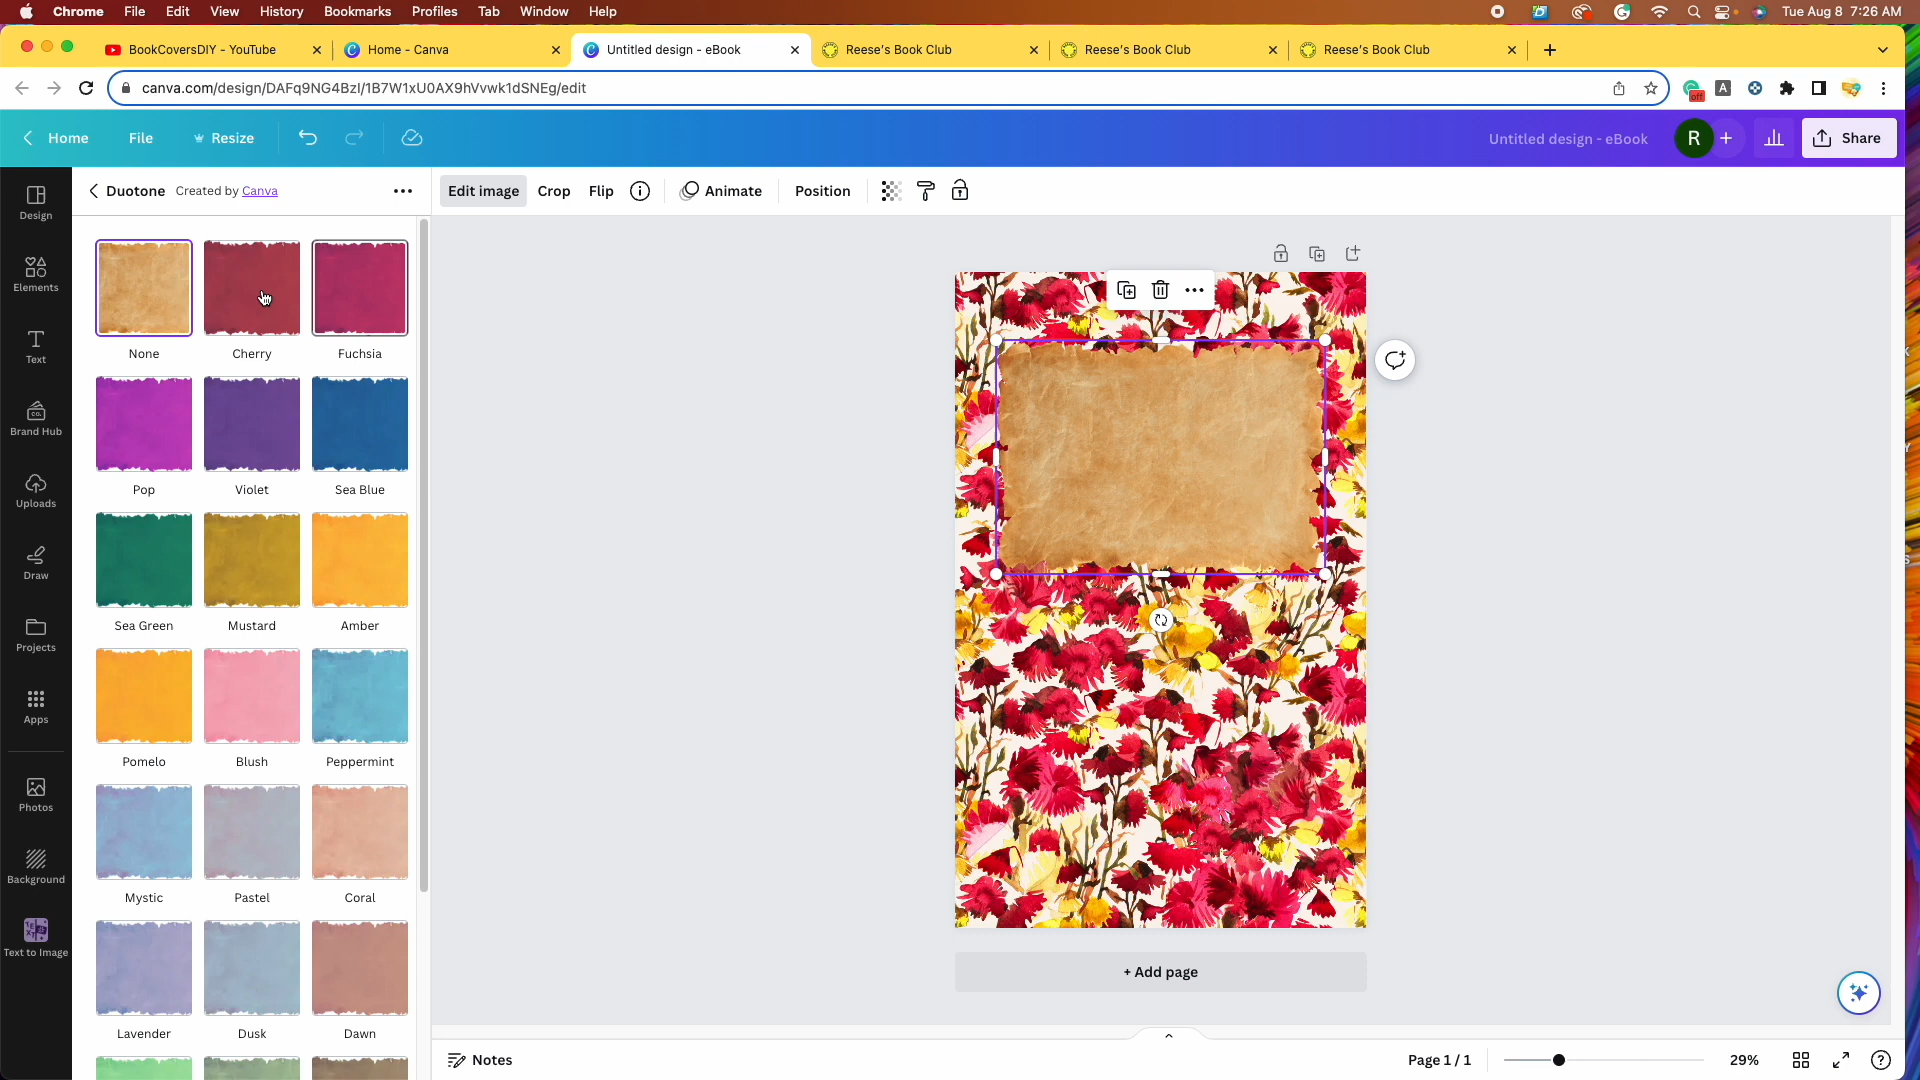 Chrome File Edit View History Bookmarks Profiles Tab Window Help Tue Aug 8 7:26 AM
BookCoversDIY - YouTube Home - Canva Untitled design - eBook Reese's Book Club Reese's Book Club Reese's Book Club
canva.com/design/DAFq9NG4BzI/1B7W1xU0AX9hVvwk1dSNEg/edit off A
Home File Resize Untitled design - eBook R Share
Duotone Created by Canva Edit image Crop Flip Animate Position
Design
Elements
Text
CO.
Brand Hub
Uploads
Draw
Projects
Apps
Photos
Background
Text to Image
None Cherry Fuchsia
Pop Violet Sea Blue
Sea Green Mustard Amber
Pomelo Blush Peppermint
Mystic Pastel Coral
Lavender Dusk Dawn
+ Add page
Notes Page 1 / 1 29%